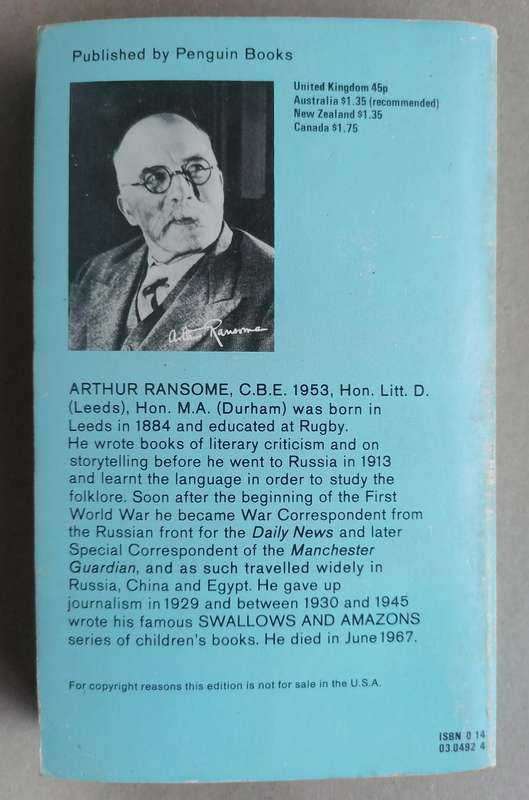 Published by Penguin Books
United Kingdom 45p
Australia $1.35 (recommended)
New Zealand $1.35
Canada $1.75
Arthur Ransome
ARTHUR RANSOME, C.B.E. 1953, Hon. Litt. D.
(Leeds), Hon. M.A. (Durham) was born in
Leeds in 1884 and educated at Rugby.
He wrote books of literary criticism and on
storytelling before he went to Russia in 1913
and learnt the language in order to study the
folklore. Soon after the beginning of the First
World War he became War Correspondent from
the Russian front for the Daily News and later
Special Correspondent of the Manchester
Guardian, and as such travelled widely in
Russia, China and Egypt. He gave up
journalism in 1929 and between 1930 and 1945
wrote his famous SWALLOWS AND AMAZONS
series of children's books. He died in June 1967.
For copyright reasons this edition is not for sale in the U.S.A.
ISBN 0 14
03.0492 4